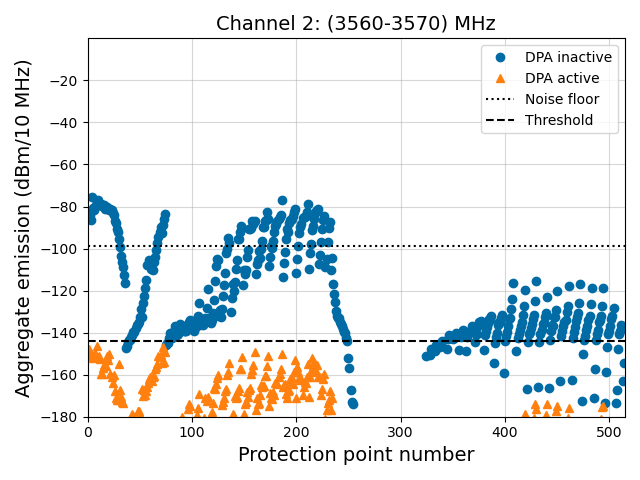 Channel 2: (3560-3570) MHz
DPA inactive
DPA active
Noise floor
Threshold
Aggregate emission (dBm/10 MHz)
−20
−40
−60
−80
−100
−120
−140
−160
−180
0
100
200
300
400
500
Protection point number